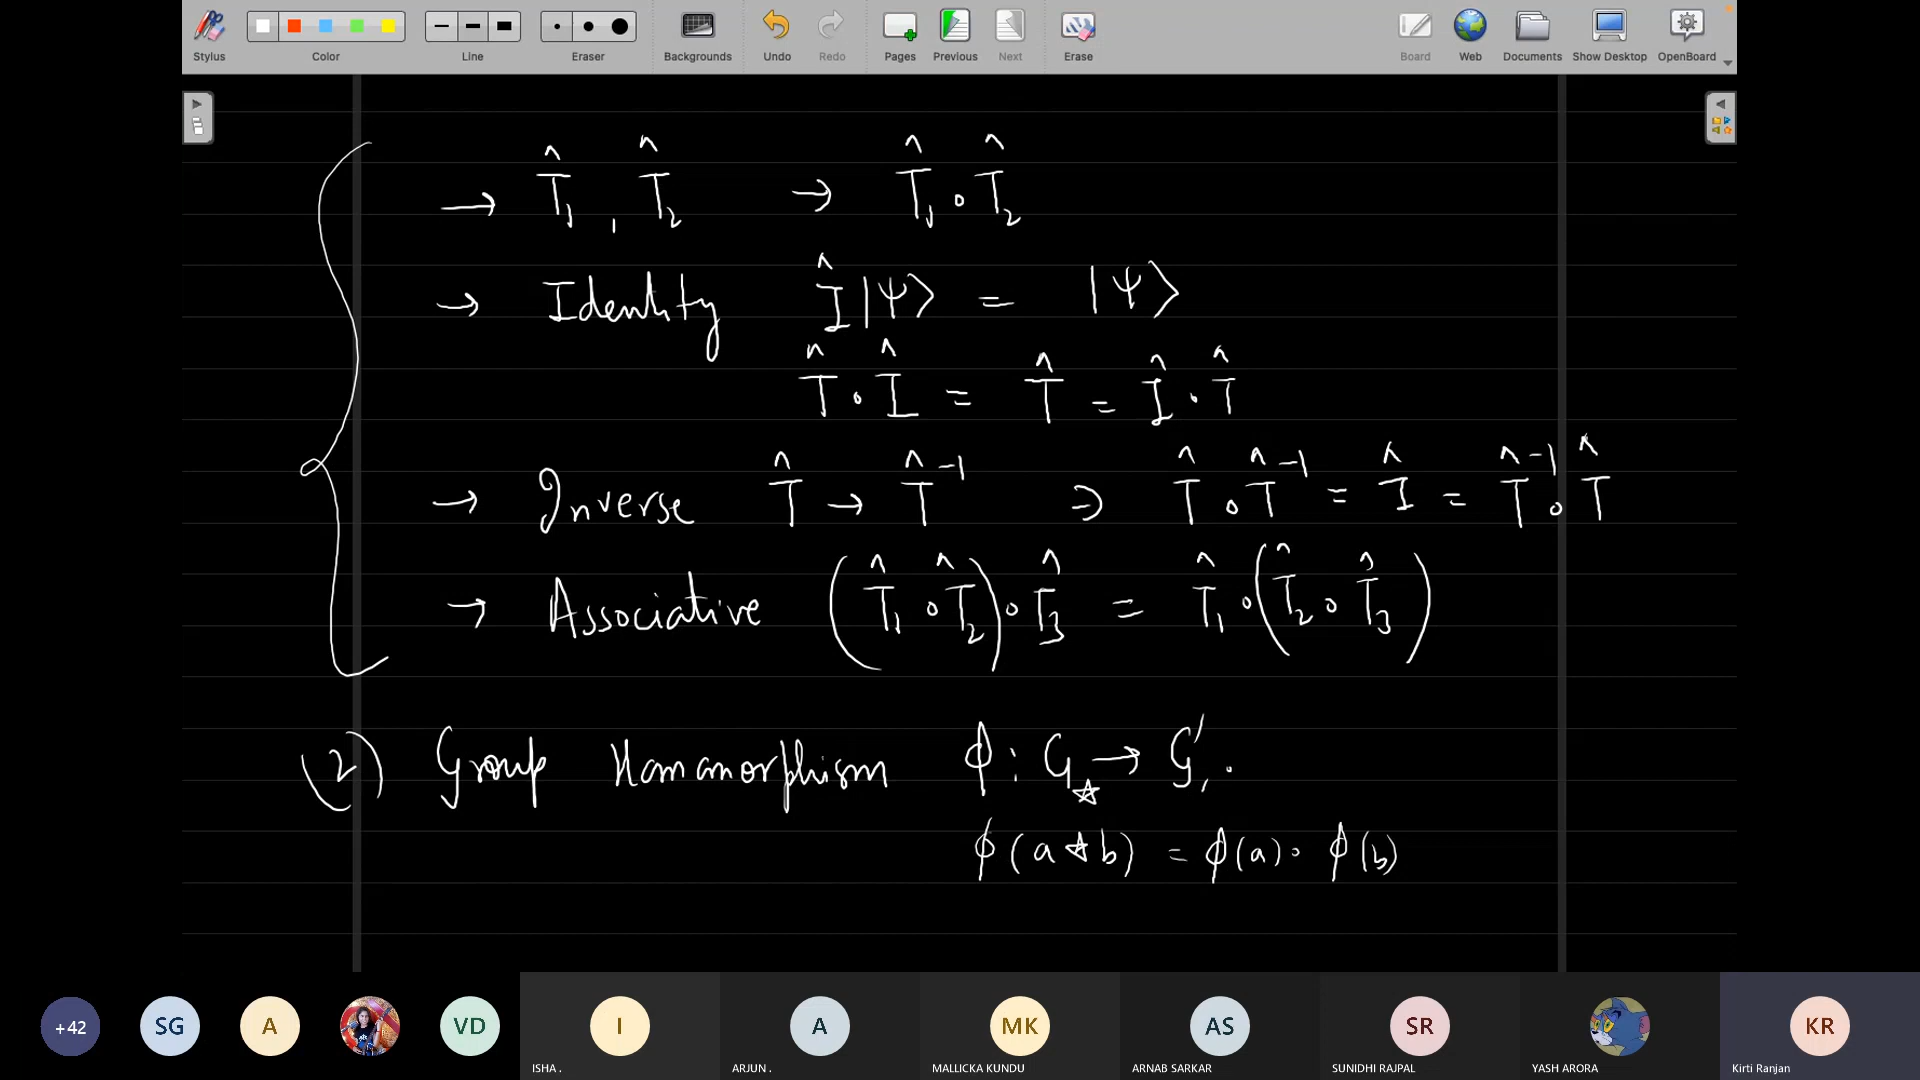 Stylus Color Line Eraser Backgrounds Undo Redo Pages Previous Next Erase Board Web Documents Show Desktop OpenBoard
→ T̂₁, T̂₂ → T̂₁ ∘ T̂₂
→ Identity Î|Ψ⟩ = |Ψ⟩
T̂ ∘ Î = T̂ = Î ∘ T̂
→ Inverse T̂ → T̂⁻¹ ⇒ T̂ ∘ T̂⁻¹ = Î = T̂⁻¹ ∘ T̂
→ Associative (T̂₁ ∘ T̂₂) ∘ T̂₃ = T̂₁ ∘ (T̂₂ ∘ T̂₃)
(2) Group Homomorphism ϕ : G, ☆ → G′, ·
ϕ(a ☆ b) = ϕ(a) · ϕ(b)
+42 SG A VD I A MK AS SR KR
ISHA . ARJUN . MALLICKA KUNDU ARNAB SARKAR SUNIDHI RAJPAL YASH ARORA Kirti Ranjan